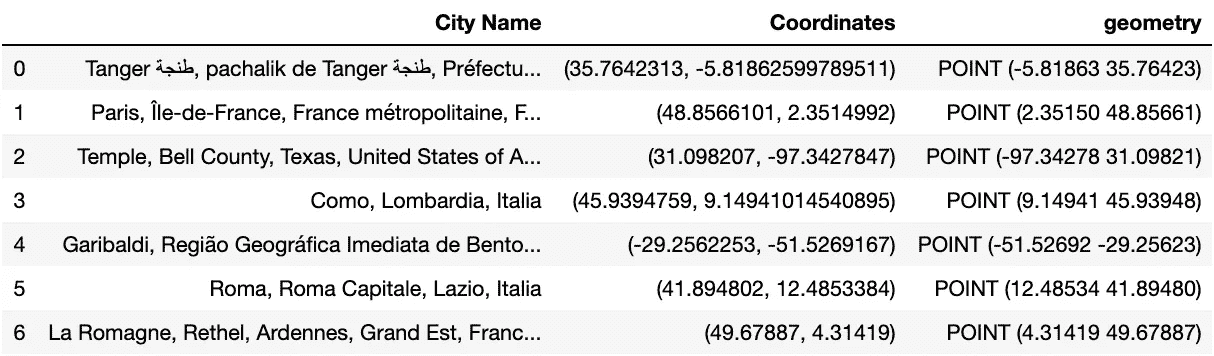 City Name Coordinates geometry
0 Tanger طنجة, pachalik de Tanger طنجة, Préfectu... (35.7642313, -5.81862599789511) POINT (-5.81863 35.76423)
1 Paris, Île-de-France, France métropolitaine, F... (48.8566101, 2.3514992) POINT (2.35150 48.85661)
2 Temple, Bell County, Texas, United States of A... (31.098207, -97.3427847) POINT (-97.34278 31.09821)
3 Como, Lombardia, Italia (45.9394759, 9.14941014540895) POINT (9.14941 45.93948)
4 Garibaldi, Região Geográfica Imediata de Bento... (-29.2562253, -51.5269167) POINT (-51.52692 -29.25623)
5 Roma, Roma Capitale, Lazio, Italia (41.894802, 12.4853384) POINT (12.48534 41.89480)
6 La Romagne, Rethel, Ardennes, Grand Est, Franc... (49.67887, 4.31419) POINT (4.31419 49.67887)